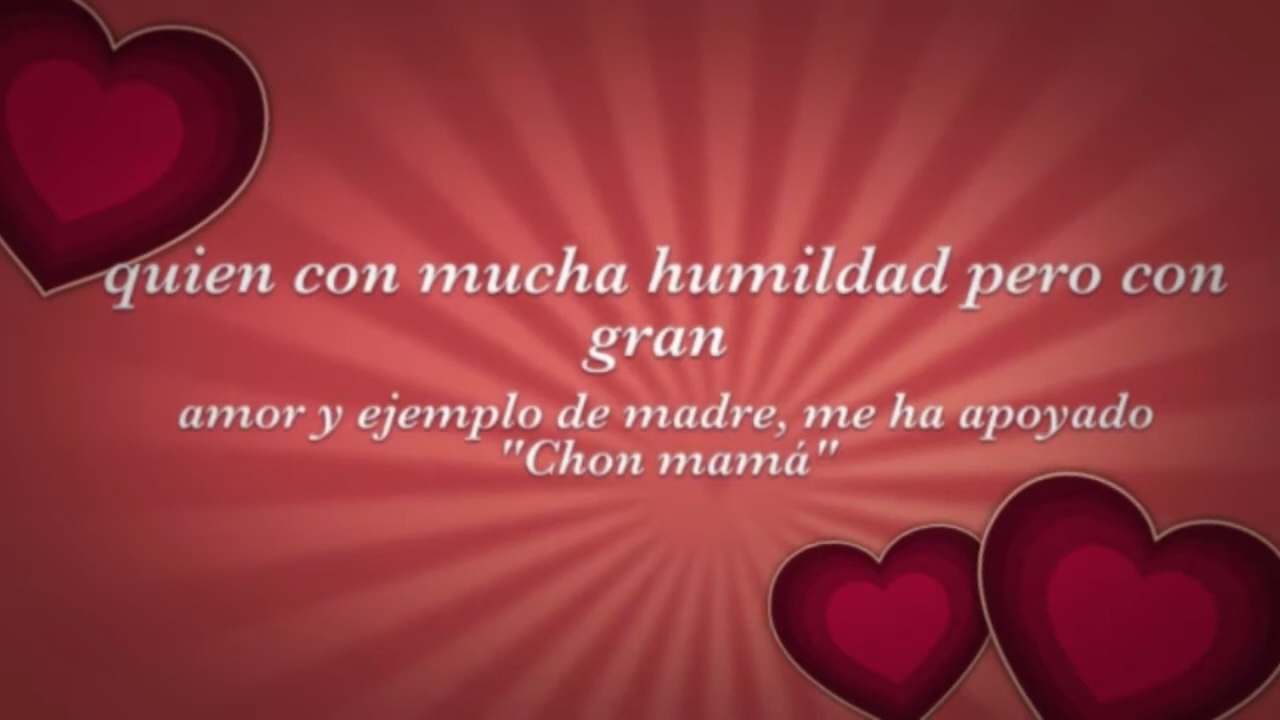 quien con mucha humildad pero con
gran
amor y ejemplo de madre, me ha apoyado
"Chon mamá"